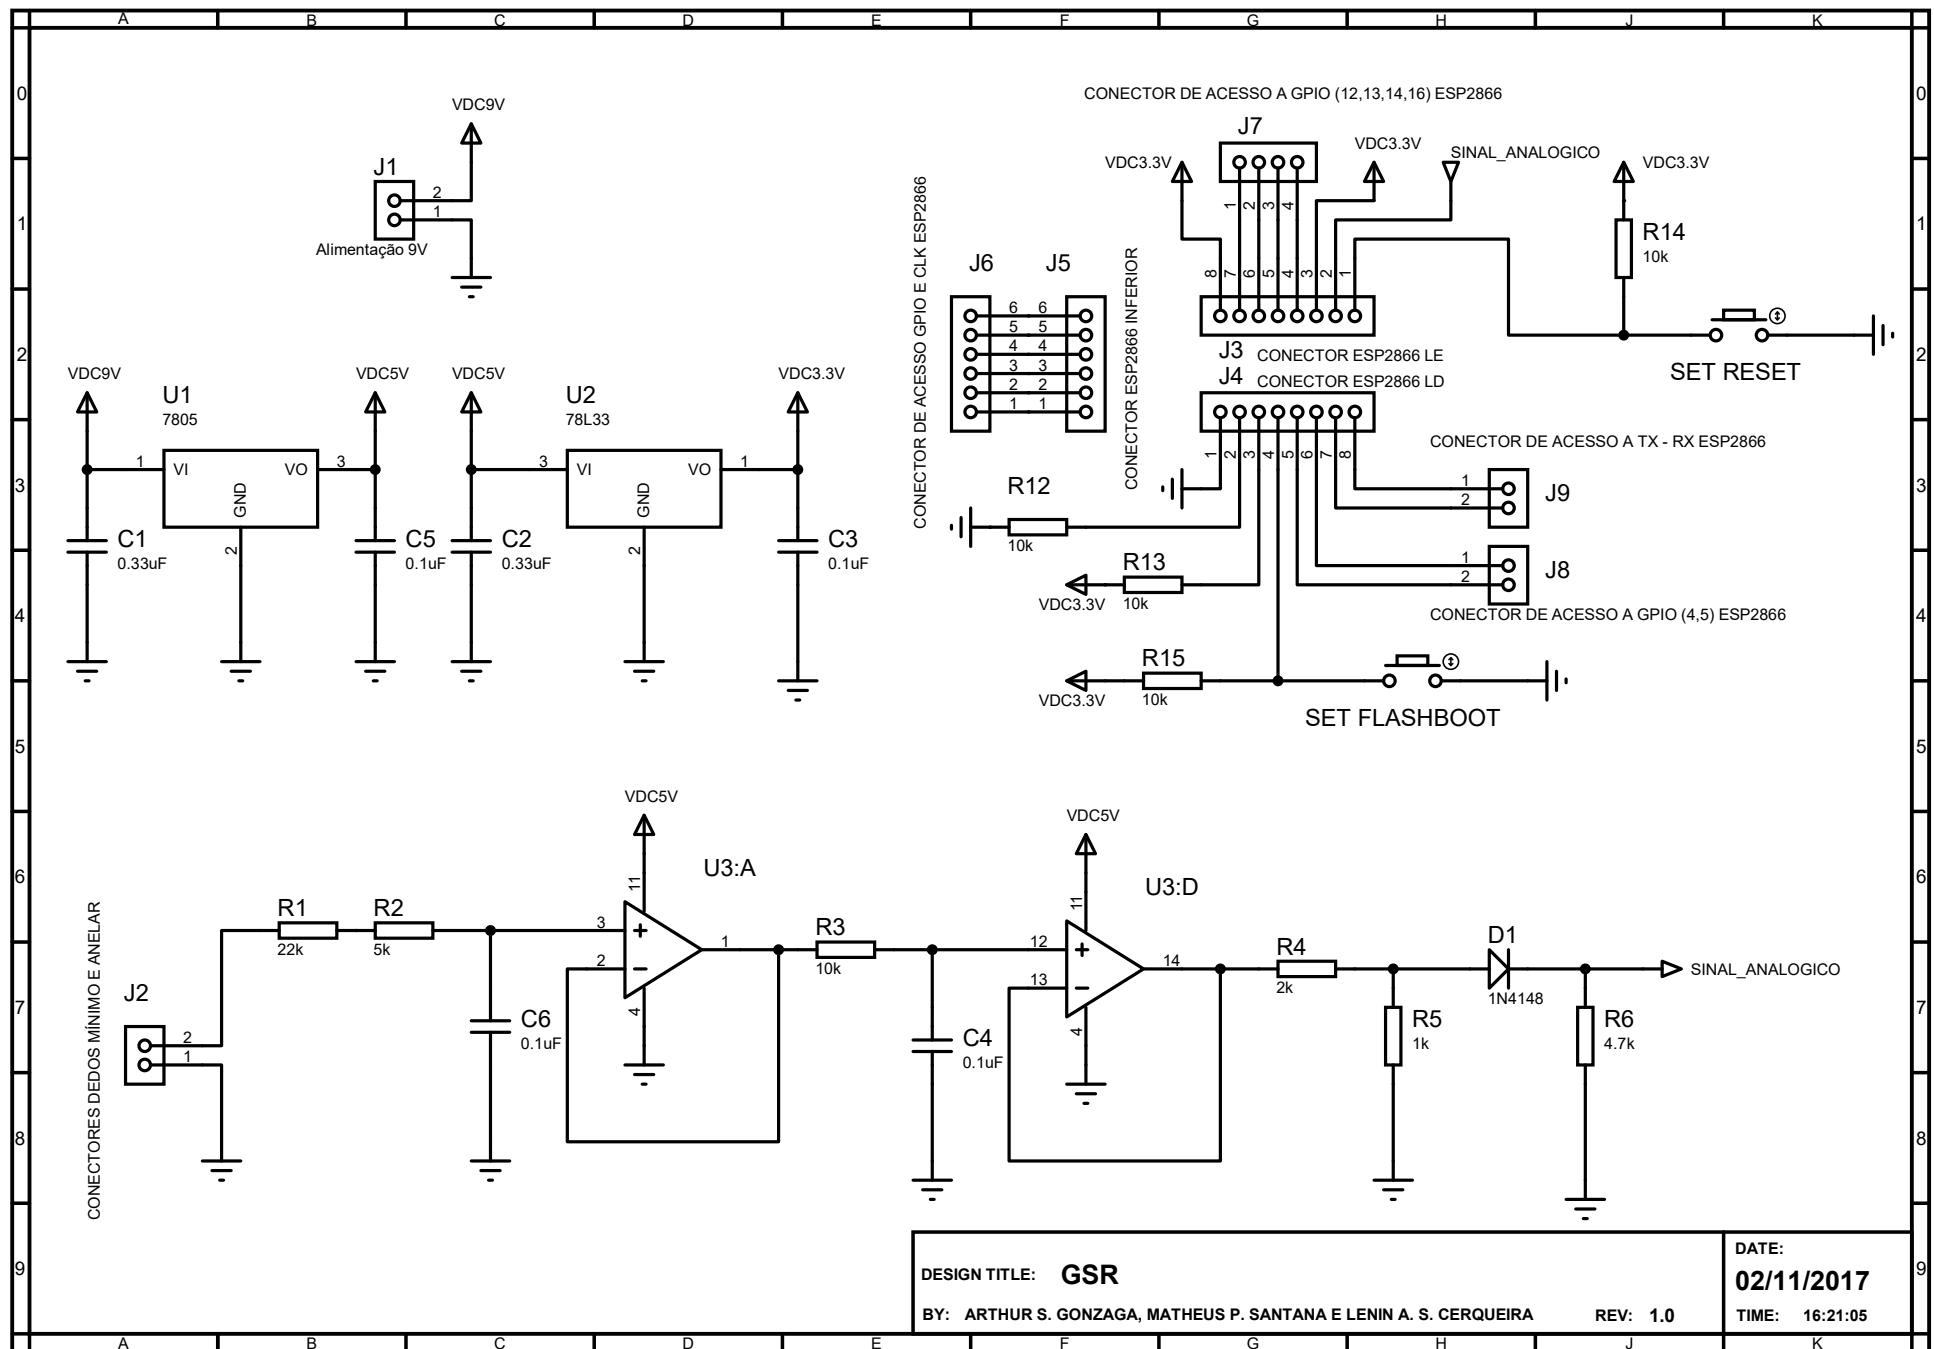 A B C D E F G H J K
0 0
1 1
2 2
3 3
4 4
5 5
6 6
7 7
8 8
9 9
VDC9V
J1
2
1
Alimentação 9V
VDC9V
U1
7805
VDC5V
1 VI VO 3
GND
2
C1
0.33uF
C5
0.1uF
VDC5V
U2
78L33
VDC3.3V
3 VI VO 1
GND
2
C2
0.33uF
C3
0.1uF
CONECTOR DE ACESSO GPIO E CLK ESP2866
J6 J5
6 6
5 5
4 4
3 3
2 2
1 1
CONECTOR ESP2866 INFERIOR
CONECTOR DE ACESSO A GPIO (12,13,14,16) ESP2866
J7
VDC3.3V
VDC3.3V
SINAL_ANALOGICO
VDC3.3V
1 2 3 4
8 7 6 5 4 3 2 1
R14
10k
SET RESET
J3 CONECTOR ESP2866 LE
J4 CONECTOR ESP2866 LD
1 2 3 4 5 6 7 8
CONECTOR DE ACESSO A TX - RX ESP2866
1
2
J9
R12
10k
R13
VDC3.3V
10k
1
2
J8
CONECTOR DE ACESSO A GPIO (4,5) ESP2866
R15
VDC3.3V
10k
SET FLASHBOOT
CONECTORES DEDOS MÍNIMO E ANELAR
J2
2
1
R1
22k
R2
5k
C6
0.1uF
VDC5V
U3:A
11
3
2
1
4
R3
10k
C4
0.1uF
VDC5V
U3:D
11
12
13
14
4
R4
2k
R5
1k
D1
1N4148
R6
4.7k
SINAL_ANALOGICO
DESIGN TITLE: GSR
BY: ARTHUR S. GONZAGA, MATHEUS P. SANTANA E LENIN A. S. CERQUEIRA REV: 1.0
DATE:
02/11/2017
TIME: 16:21:05
A B C D E F G H J K